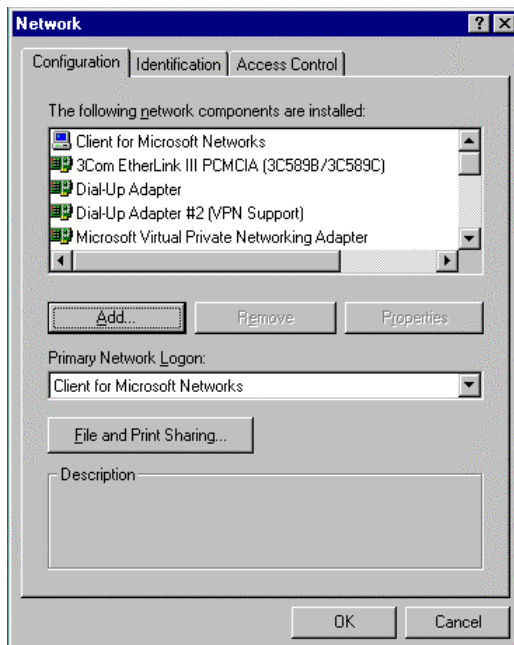 Network
Configuration Identification Access Control
The following network components are installed:
Client for Microsoft Networks
3Com EtherLink III PCMCIA (3C589B/3C589C)
Dial-Up Adapter
Dial-Up Adapter #2 (VPN Support)
Microsoft Virtual Private Networking Adapter
Add... Remove Properties
Primary Network Logon:
Client for Microsoft Networks
File and Print Sharing...
Description
OK Cancel